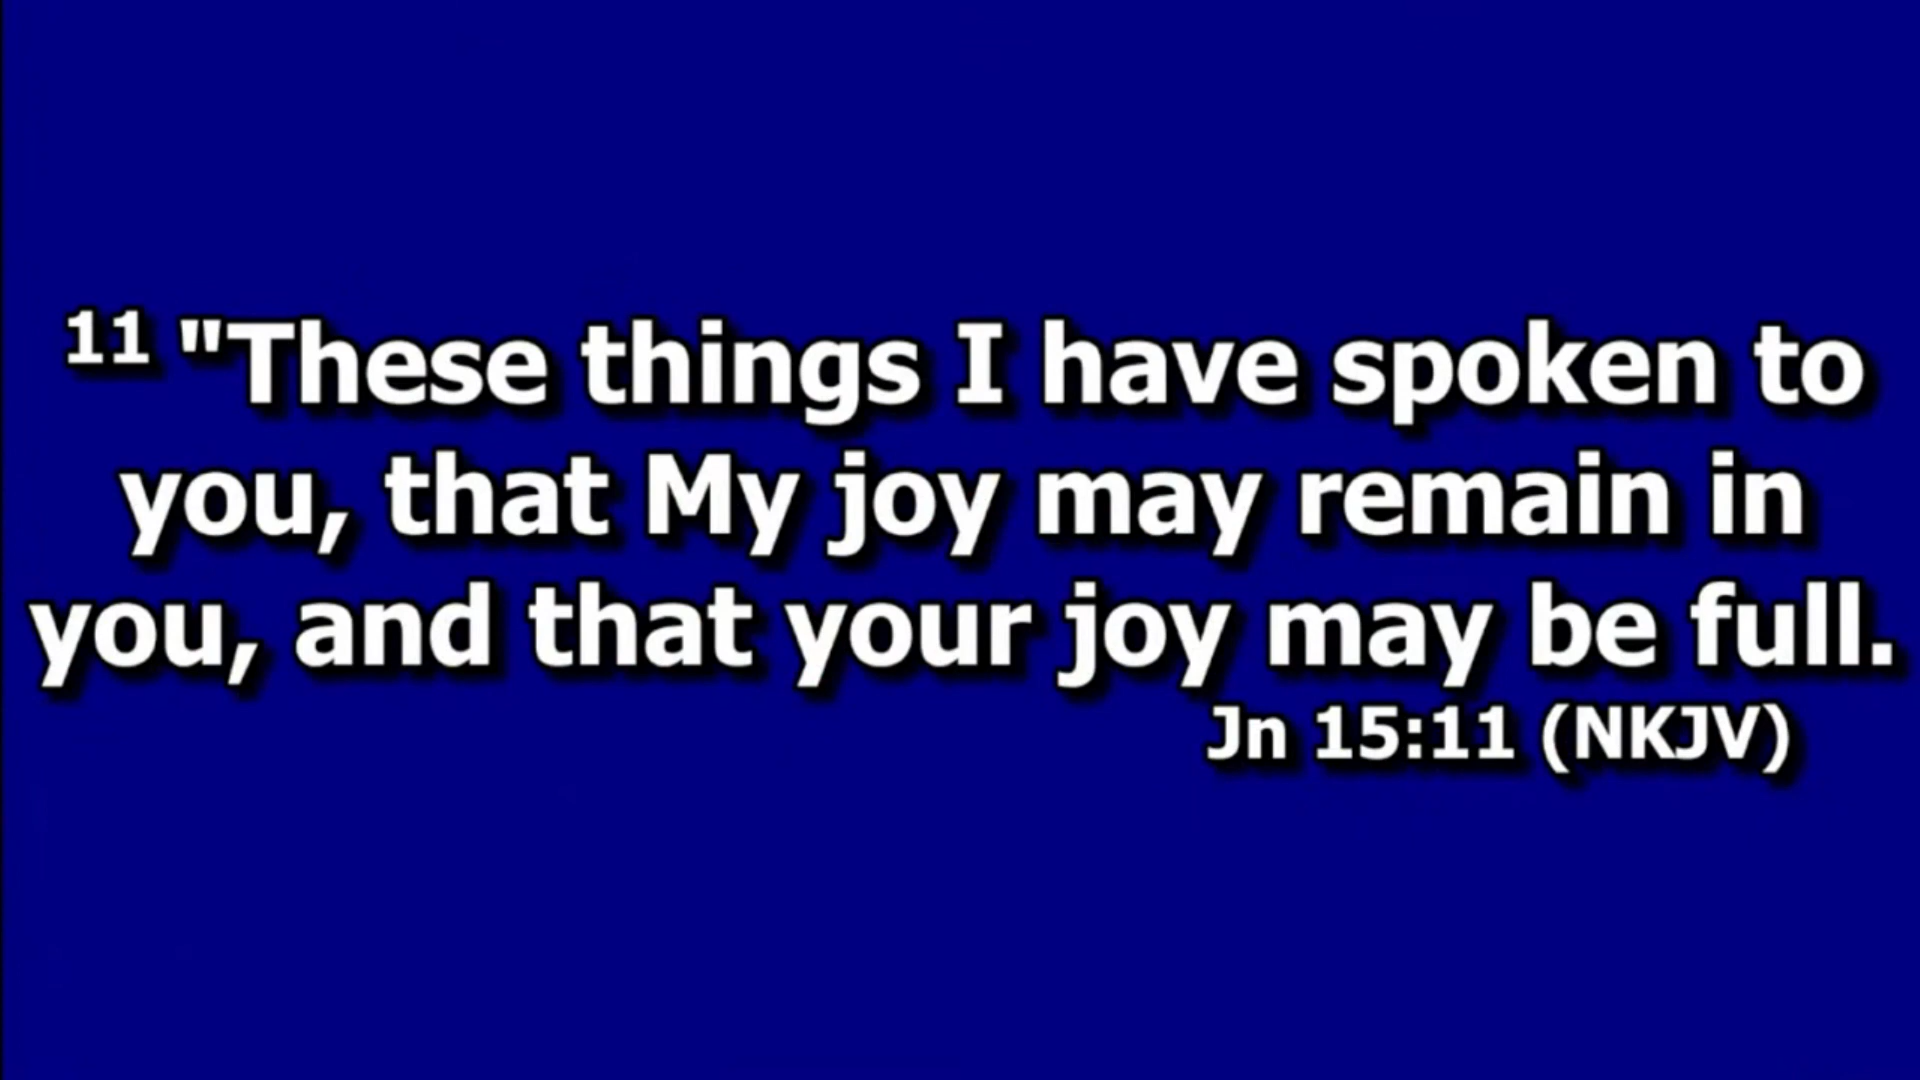 11 "These things I have spoken to
you, that My joy may remain in
you, and that your joy may be full.
Jn 15:11 (NKJV)